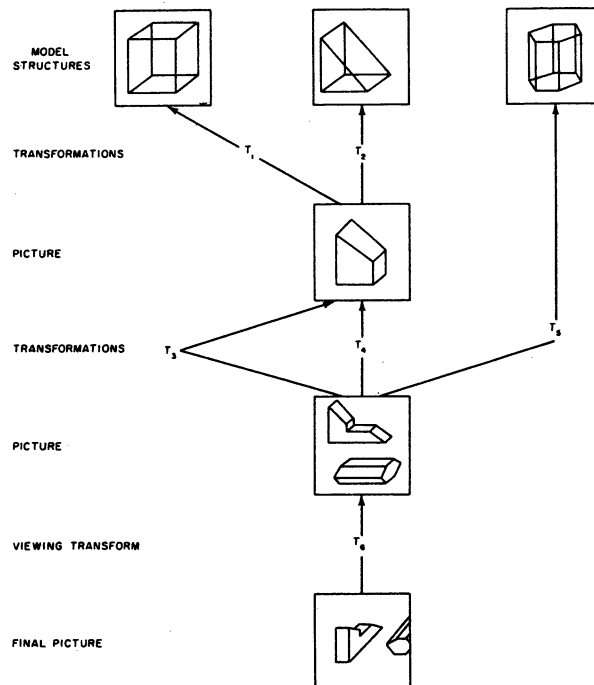 MODEL
STRUCTURES
TRANSFORMATIONS
T₁
T₂
PICTURE
TRANSFORMATIONS
T₃
T₄
T₅
PICTURE
VIEWING TRANSFORM
T₆
FINAL PICTURE